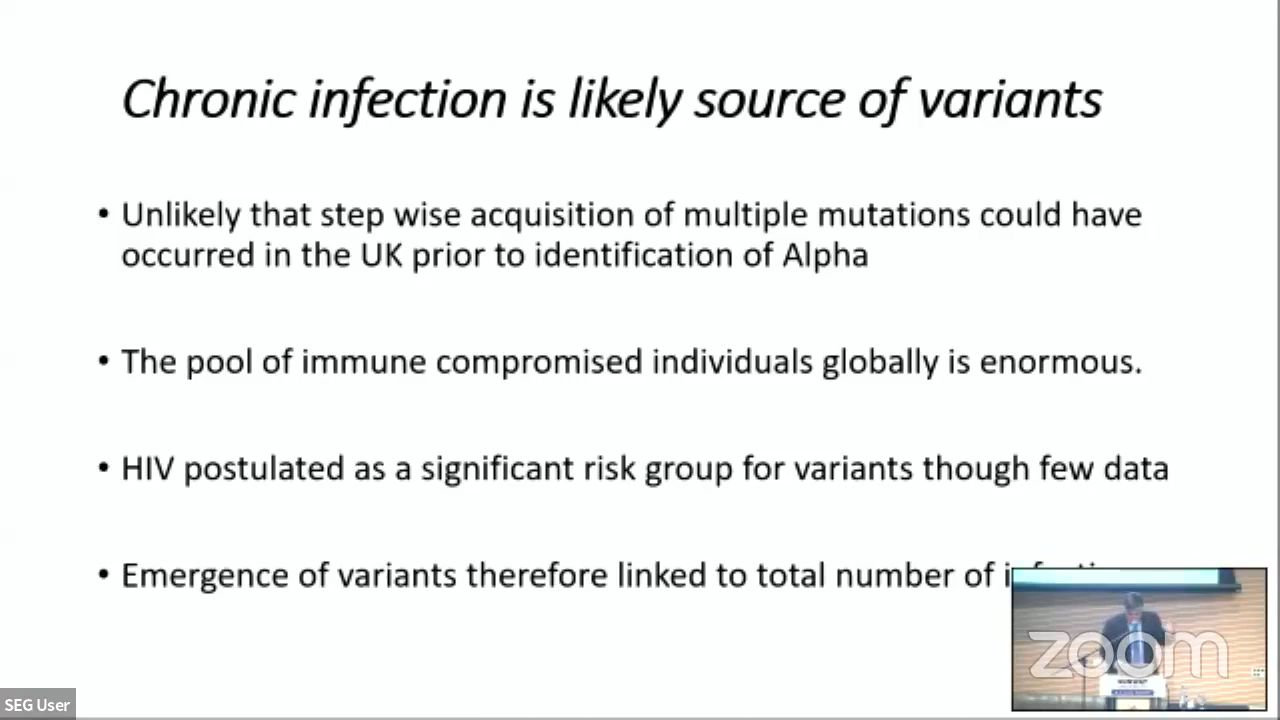 Chronic infection is likely source of variants
• Unlikely that step wise acquisition of multiple mutations could have
occurred in the UK prior to identification of Alpha
• The pool of immune compromised individuals globally is enormous.
• HIV postulated as a significant risk group for variants though few data
• Emergence of variants therefore linked to total number of
zoom
SEG User